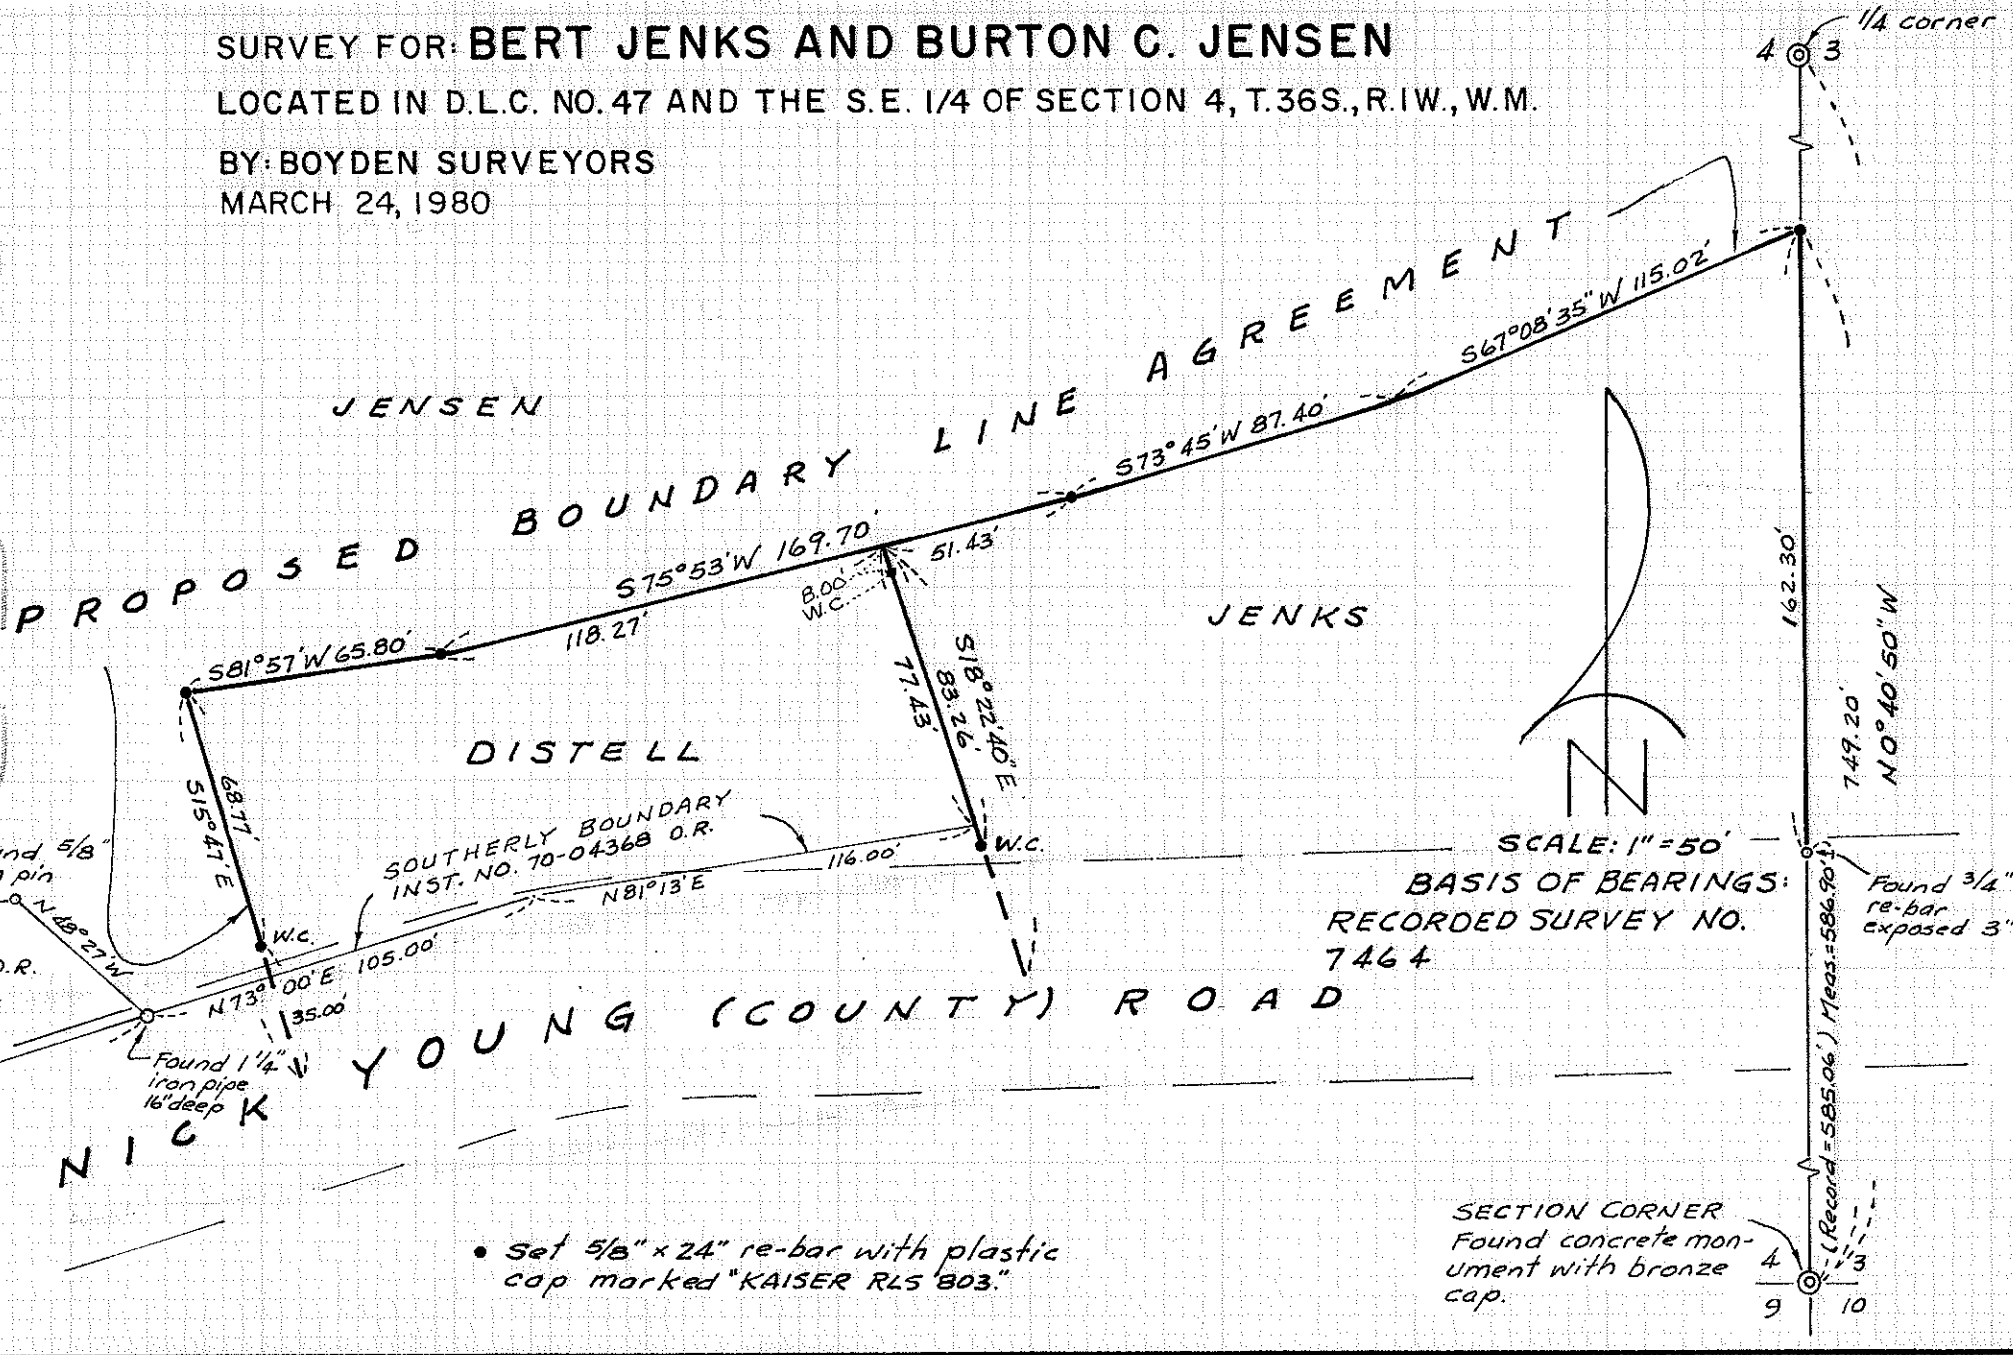 SURVEY FOR: BERT JENKS AND BURTON C. JENSEN
LOCATED IN D.L.C. NO. 47 AND THE S.E. 1/4 OF SECTION 4, T.36S., R.1W., W.M.
BY: BOYDEN SURVEYORS
MARCH 24, 1980
1/4 corner
4 3
PROPOSED BOUNDARY LINE AGREEMENT
S67°08'35"W 115.02'
S73°45'W 87.40'
JENSEN
S75°53'W 169.70'
51.43'
8.00'
W.C.
118.27'
S81°57'W 65.80'
JENKS
162.30'
749.20'
N0°40'50"W
S18°22'40"E
83.26'
77.43'
DISTELL
68.77'
S15°47'E
SOUTHERLY BOUNDARY
INST. NO. 70-04368 O.R.
116.00'
W.C.
N81°13'E
5/8"
pin
N48°27'W
O.R.
W.C.
N73°00'E 105.00'
35.00'
Found 1 1/4"
iron pipe
16" deep
NICK YOUNG (COUNTY) ROAD
N
SCALE: 1" = 50'
BASIS OF BEARINGS:
RECORDED SURVEY NO.
7464
Found 3/4"
re-bar
exposed 3"
(Record = 585.06') Meas. = 586.90'
• Set 5/8" x 24" re-bar with plastic
cap marked "KAISER RLS 803."
SECTION CORNER
Found concrete mon-
ument with bronze
cap.
4 3
9 10